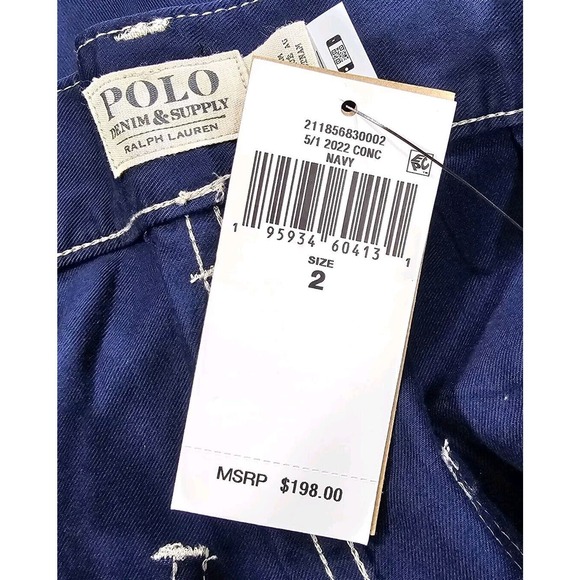 POLO
DENIM & SUPPLY
RALPH LAUREN
211856830002
5/1 2022 CONC
NAVY
1 95934 60413 1
SIZE
2
MSRP $198.00